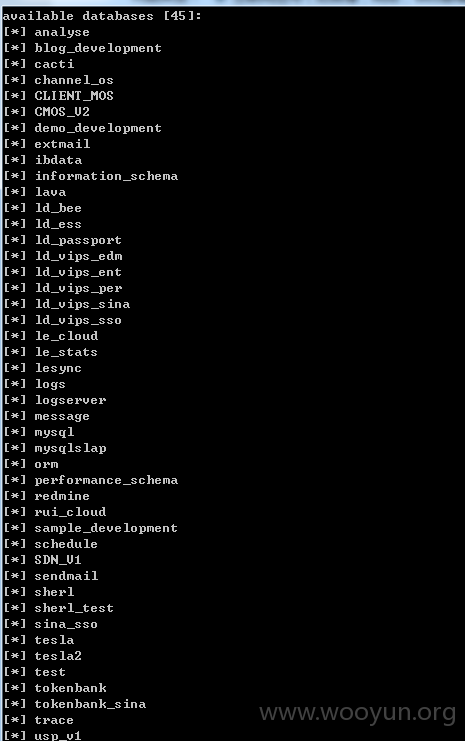 available databases [45]:
[*] analyse
[*] blog_development
[*] cacti
[*] channel_os
[*] CLIENT_MOS
[*] CMOS_V2
[*] demo_development
[*] extmail
[*] ibdata
[*] information_schema
[*] lava
[*] ld_bee
[*] ld_ess
[*] ld_passport
[*] ld_vips_edm
[*] ld_vips_ent
[*] ld_vips_per
[*] ld_vips_sina
[*] ld_vips_sso
[*] le_cloud
[*] le_stats
[*] lesync
[*] logs
[*] logserver
[*] message
[*] mysql
[*] mysqlslap
[*] orm
[*] performance_schema
[*] redmine
[*] rui_cloud
[*] sample_development
[*] schedule
[*] SDN_V1
[*] sendmail
[*] sherl
[*] sherl_test
[*] sina_sso
[*] tesla
[*] tesla2
[*] test
[*] tokenbank
[*] tokenbank_sina
[*] trace
[*] usp_v1
www.wooyun.org